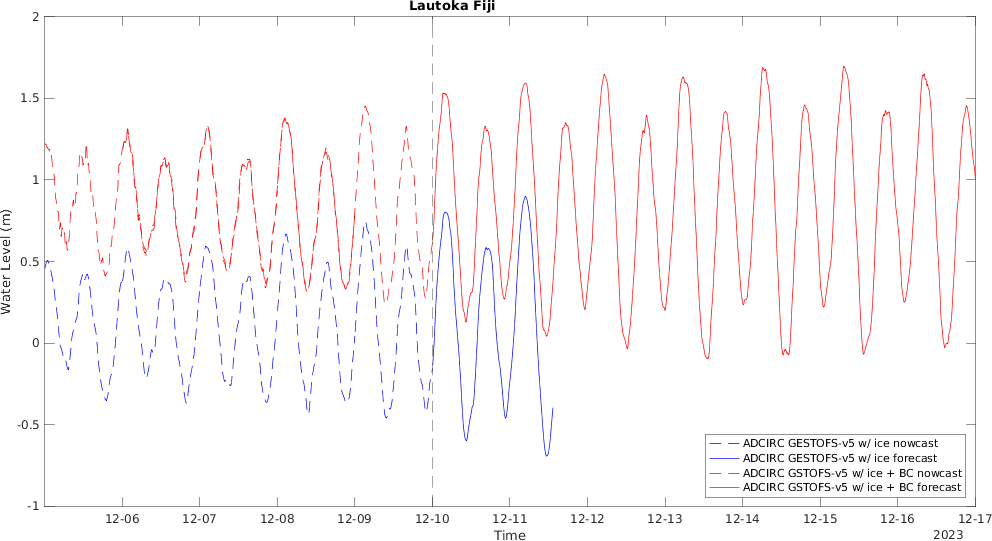 Lautoka Fiji
2
1.5
1
0.5
0
-0.5
-1
Water Level (m)
ADCIRC GESTOFS-v5 w/ ice nowcast
ADCIRC GESTOFS-v5 w/ ice forecast
ADCIRC GSTOFS-v5 w/ ice + BC nowcast
ADCIRC GSTOFS-v5 w/ ice + BC forecast
12-06 12-07 12-08 12-09 12-10 12-11 12-12 12-13 12-14 12-15 12-16 12-17
Time
2023